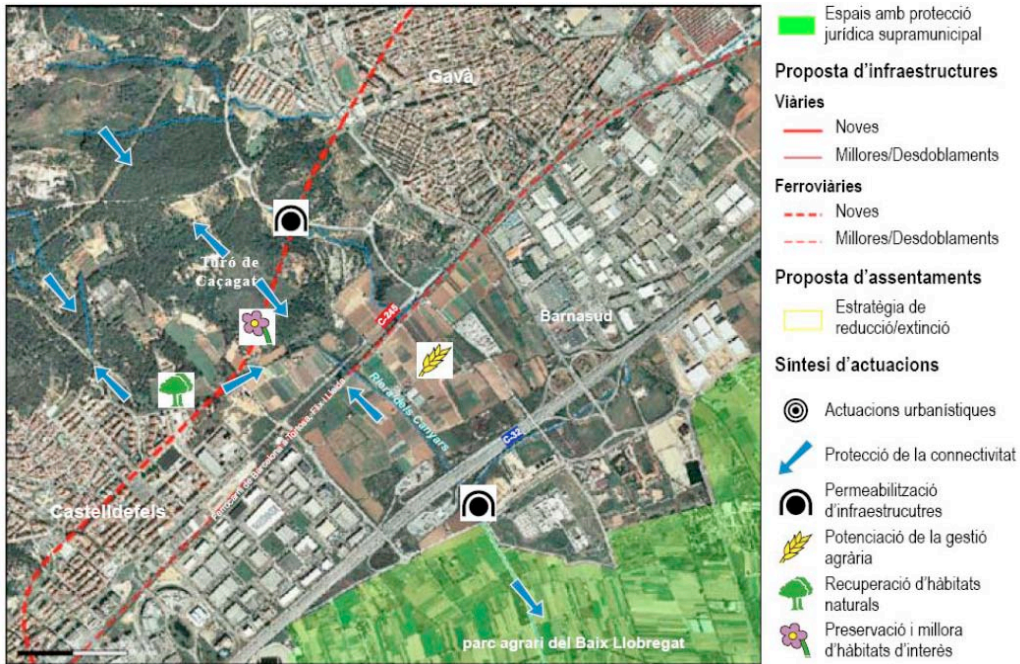 Gavà
Turó de
Caçagat
C-245
Barnasud
Riera dels Canyars
C-32
Castelldefels
parc agrari del Baix Llobregat
Espais amb protecció
jurídica supramunicipal
Proposta d'infraestructures
Viàries
Noves
Millores/Desdoblaments
Ferroviàries
Noves
Millores/Desdoblaments
Proposta d'assentaments
Estratègia de
reducció/extinció
Síntesi d'actuacions
Actuacions urbanístiques
Protecció de la connectivitat
Permeabilització
d'infraestrucutres
Potenciació de la gestió
agrària
Recuperació d'hàbitats
naturals
Preservació i millora
d'hàbitats d'interés